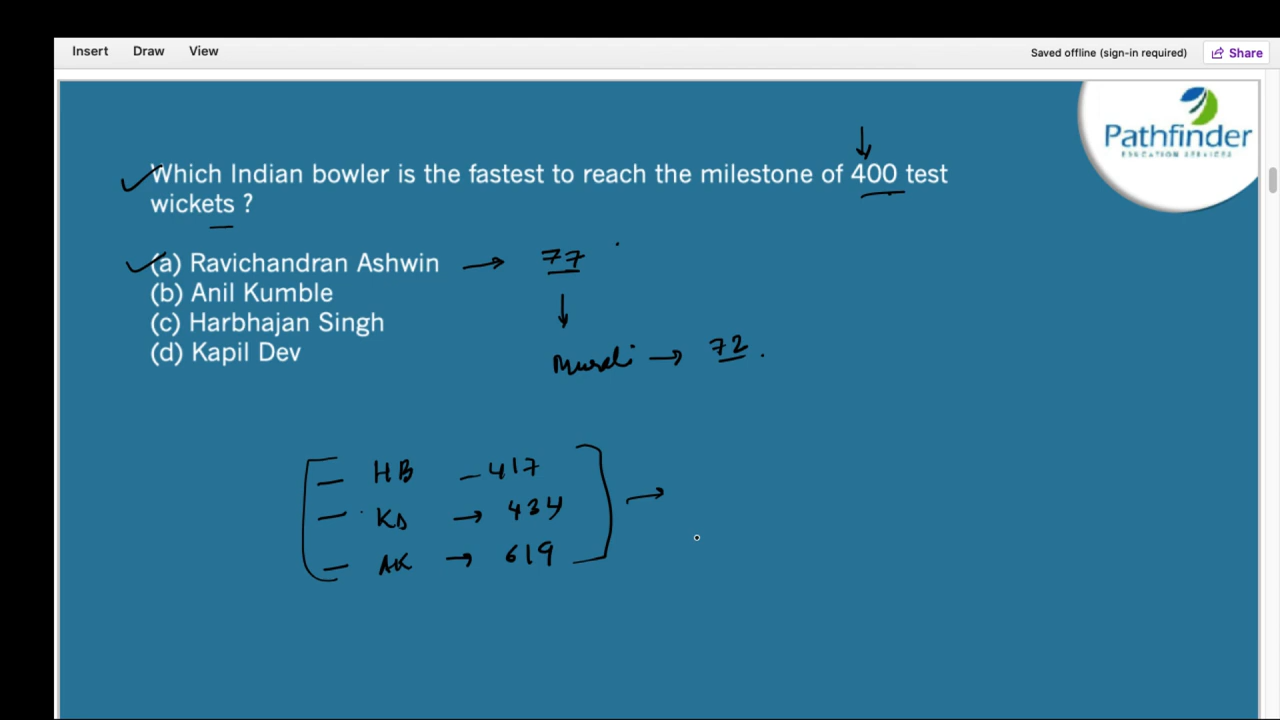 Insert Draw View
Saved offline (sign-in required) Share
Pathfinder
EDUCATION SERVICES
Which Indian bowler is the fastest to reach the milestone of 400 test
wickets ?
(a) Ravichandran Ashwin → 77
(b) Anil Kumble
(c) Harbhajan Singh
(d) Kapil Dev
Murali → 72.
— HB – 417
— KD → 434
— AK → 619